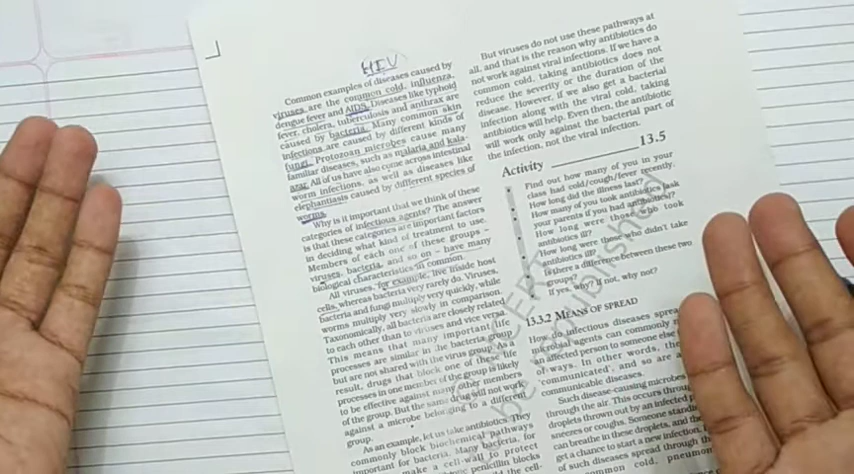 HIV
Common examples of diseases caused by
viruses are the common cold, influenza,
dengue fever and AIDS. Diseases like typhoid
fever, cholera, tuberculosis and anthrax are
caused by bacteria. Many common skin
infections are caused by different kinds of
fungi. Protozoan microbes cause many
familiar diseases, such as malaria and kala-
azar. All of us have also come across intestinal
worm infections, as well as diseases like
elephantiasis caused by different species of
worms.
Why is it important that we think of these
categories of infectious agents? The answer
is that these categories are important factors
in deciding what kind of treatment to use.
Members of each one of these groups –
viruses, bacteria, and so on – have many
biological characteristics in common.
All viruses, for example, live inside host
cells, whereas bacteria very rarely do. Viruses,
bacteria and fungi multiply very quickly, while
worms multiply very slowly in comparison.
Taxonomically, all bacteria are closely related
to each other than to viruses and vice versa.
This means that many important life
processes are similar in the bacteria group
but are not shared with the virus group. As a
result, drugs that block one of these life
processes in one member of the group is likely
to be effective against many other members
of the group. But the same drug will not work
against a microbe belonging to a different
group.
As an example, let us take antibiotics. They
commonly block biochemical pathways
important for bacteria. Many bacteria, for
make a cell-wall to protect
penicillin blocks
the cell-
But viruses do not use these pathways at
all, and that is the reason why antibiotics do
not work against viral infections. If we have a
common cold, taking antibiotics does not
reduce the severity or the duration of the
disease. However, if we also get a bacterial
infection along with the viral cold, taking
antibiotics will help. Even then, the antibiotic
will work only against the bacterial part of
the infection, not the viral infection.
Activity 13.5
Find out how many of you in your
class had cold/cough/fever recently.
How long did the illness last?
How many of you took antibiotics (ask
your parents if you had antibiotics)?
How long were those who took
antibiotics ill?
How long were those who didn't take
antibiotics ill?
Is there a difference between these two
groups?
If yes, why? If not, why not?
13.3.2 MEANS OF SPREAD
How do infectious diseases
microbial agents can commonly
an affected person to someone else
of ways. In other words, the
'communicated', and so are
communicable diseases.
Such disease-causing microbes
through the air. This occurs
droplets thrown out by an infected
sneezes or coughs. Someone
can breathe in these droplets, and the
get a chance to start a new infection.
of such diseases spread through
common cold,